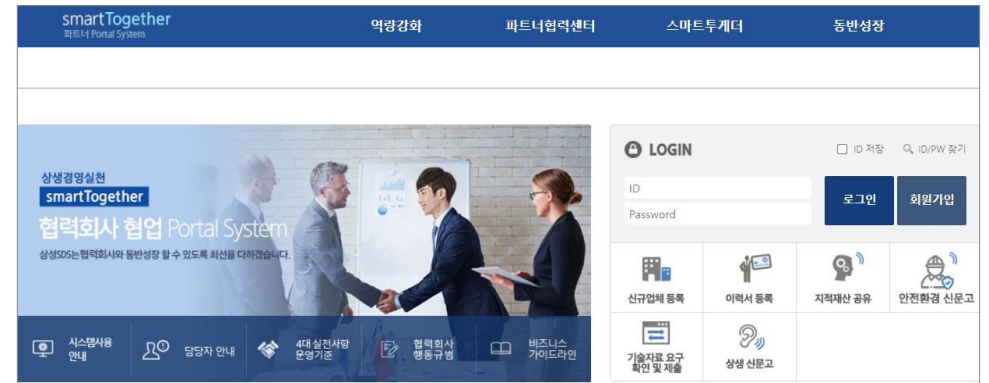 smartTogether
파트너 Portal System
역량강화
파트너협력센터
스마트투게더
동반성장
상생경영실천
smartTogether
협력회사 협업 Portal System
삼성SDS는 협력회사와 동반성장 할 수 있도록 최선을 다하겠습니다.
시스템사용
안내
담당자 안내
4대 실천사항
운영기준
협력회사
행동규범
비즈니스
가이드라인
LOGIN
ID 저장
ID/PW 찾기
ID
Password
로그인
회원가입
신규업체 등록
이력서 등록
지적재산 공유
안전환경 신문고
기술자료 요구
확인 및 제출
상생 신문고